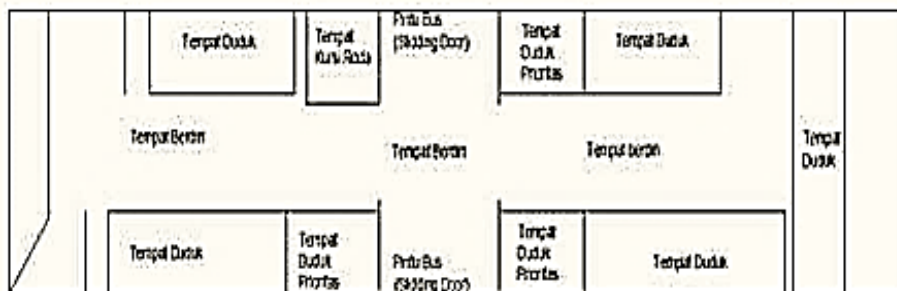 Tempat Duduk
Tempat
Kursi Roda
Pintu Bus
(Sliding Door)
Tempat
Duduk
Prioritas
Tempat Duduk
Tempat Berdiri
Tempat Berdiri
Tempat berdiri
Tempat
Duduk
Tempat Duduk
Tempat
Duduk
Prioritas
Pintu Bus
(Sliding Door)
Tempat
Duduk
Prioritas
Tempat Duduk